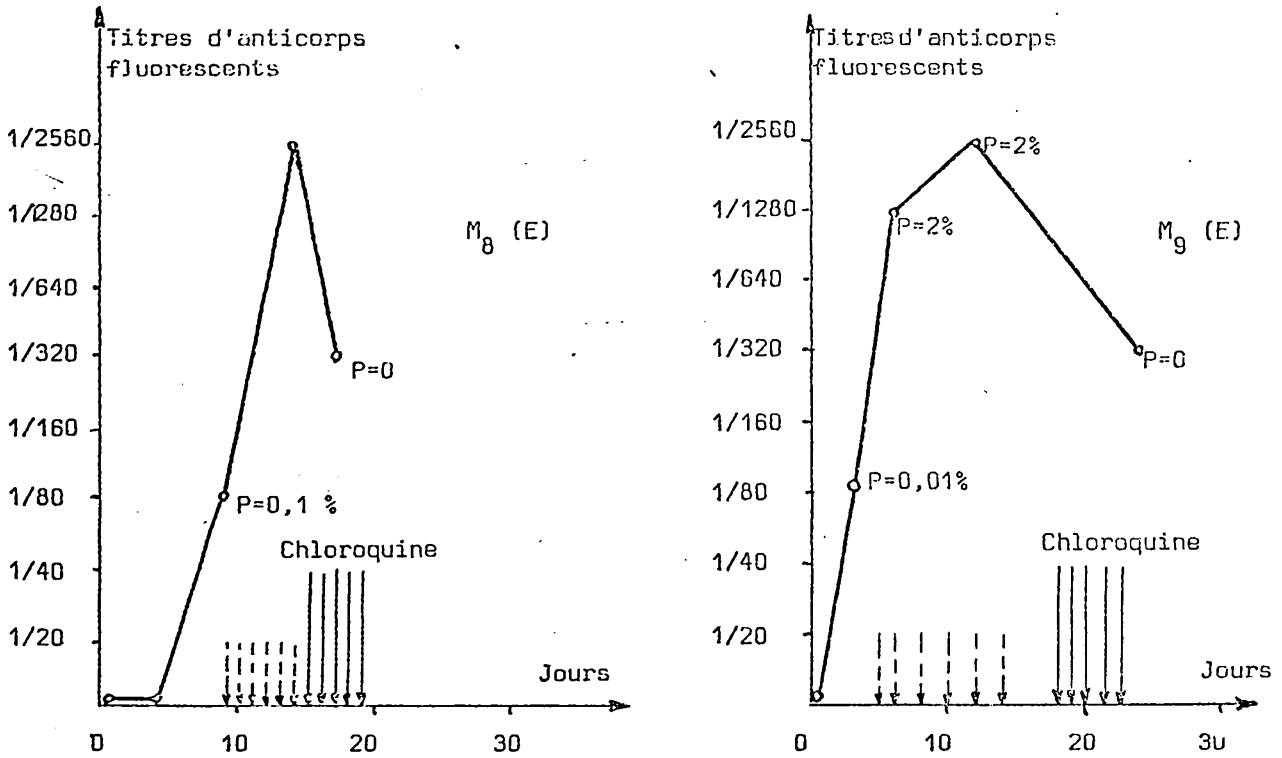 Titres d'anticorps
fluorescents
1/2560
1/280
1/640
1/320
1/160
1/80
1/40
1/20
M8 (E)
P=0
P=0,1 %
Chloroquine
Jours
0 10 20 30
Titres d'anticorps
fluorescents
1/2560
1/1280
1/640
1/320
1/160
1/80
1/40
1/20
P=2%
P=2%
M9 (E)
P=0
P=0,01%
Chloroquine
Jours
0 10 20 30